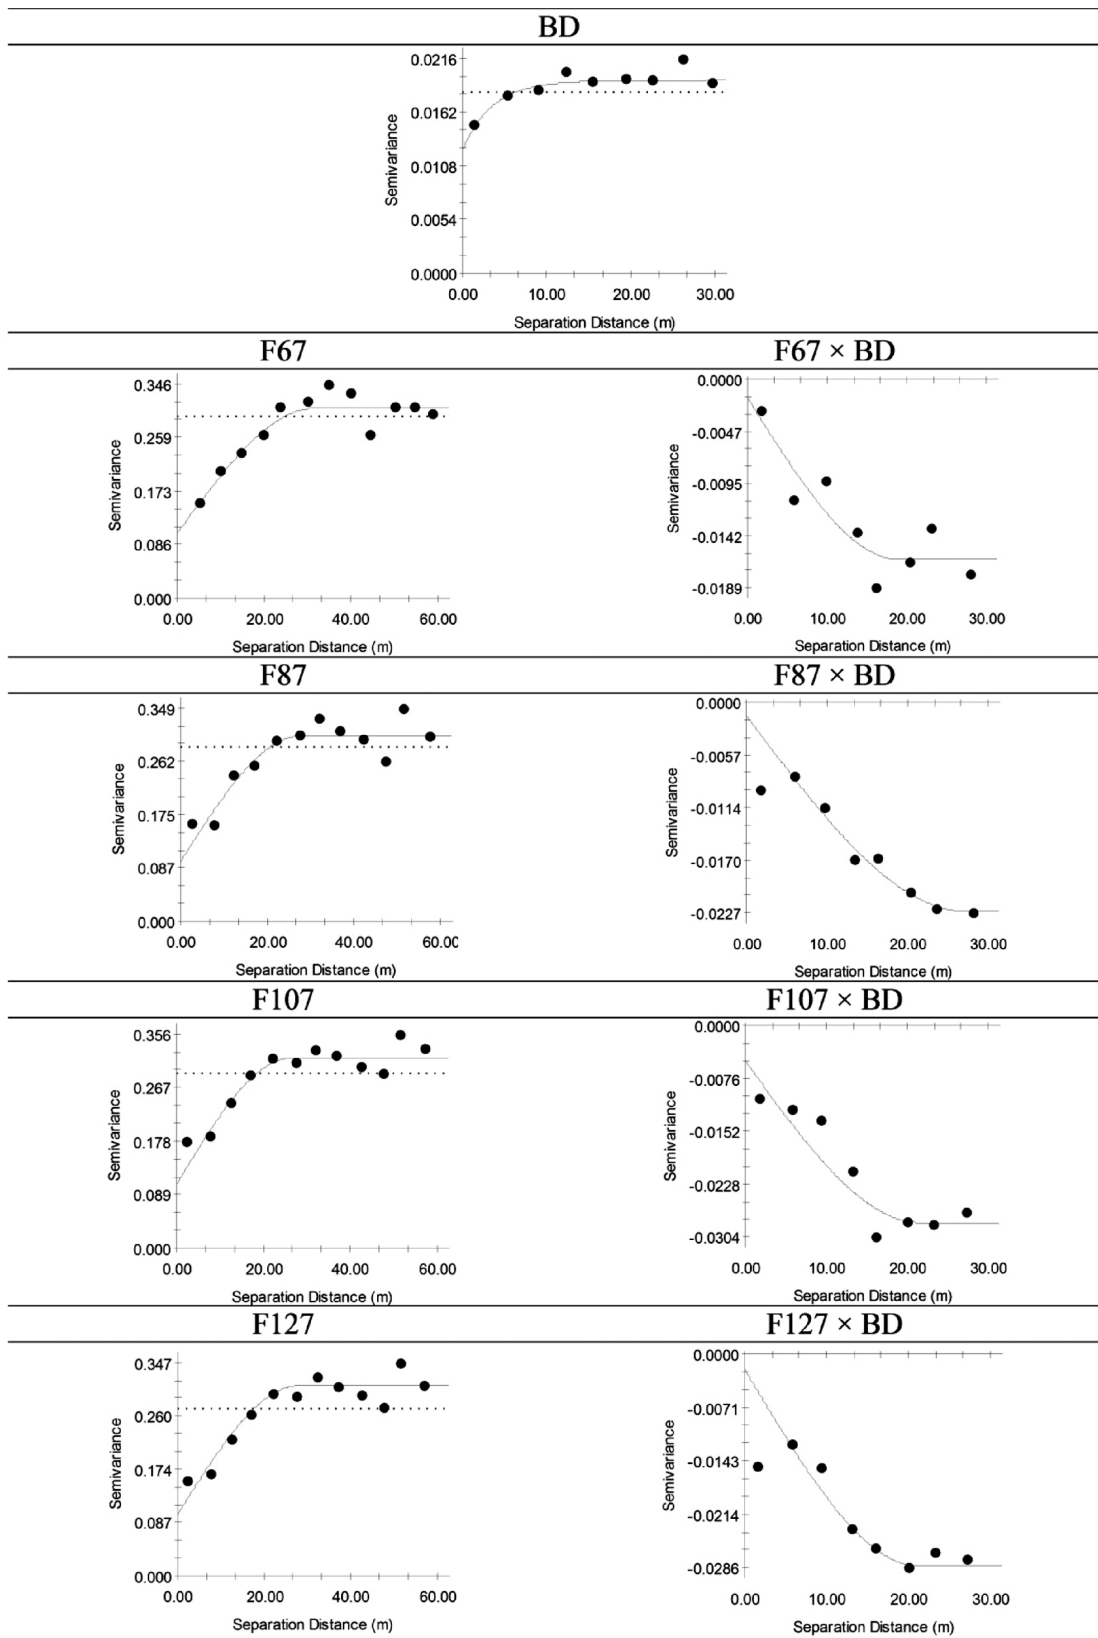 BD
Semivariance
0.0216
0.0162
0.0108
0.0054
0.0000
0.00 10.00 20.00 30.00
Separation Distance (m)
F67
Semivariance
0.346
0.259
0.173
0.086
0.000
0.00 20.00 40.00 60.00
Separation Distance (m)
F67 × BD
Semivariance
0.0000
-0.0047
-0.0095
-0.0142
-0.0189
0.00 10.00 20.00 30.00
Separation Distance (m)
F87
Semivariance
0.349
0.262
0.175
0.087
0.000
0.00 20.00 40.00 60.00
Separation Distance (m)
F87 × BD
Semivariance
0.0000
-0.0057
-0.0114
-0.0170
-0.0227
0.00 10.00 20.00 30.00
Separation Distance (m)
F107
Semivariance
0.356
0.267
0.178
0.089
0.000
0.00 20.00 40.00 60.00
Separation Distance (m)
F107 × BD
Semivariance
0.0000
-0.0076
-0.0152
-0.0228
-0.0304
0.00 10.00 20.00 30.00
Separation Distance (m)
F127
Semivariance
0.347
0.260
0.174
0.087
0.000
0.00 20.00 40.00 60.00
Separation Distance (m)
F127 × BD
Semivariance
0.0000
-0.0071
-0.0143
-0.0214
-0.0286
0.00 10.00 20.00 30.00
Separation Distance (m)